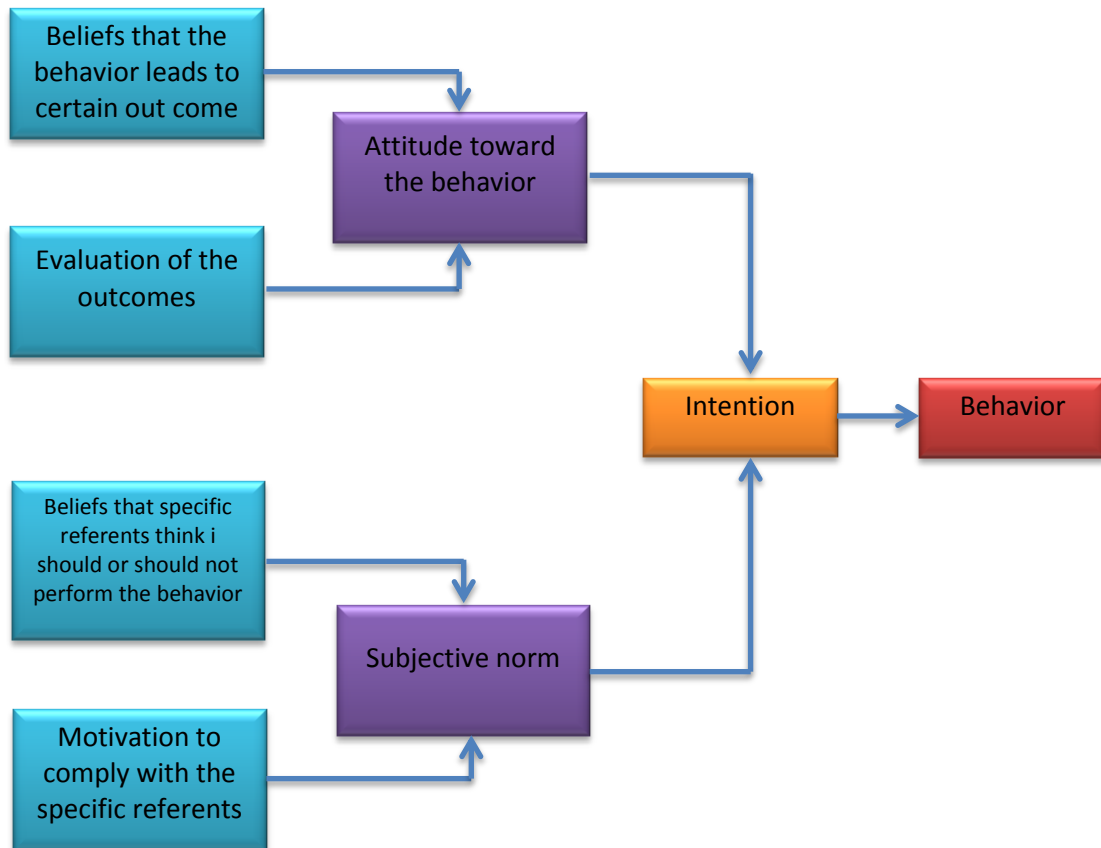 Beliefs that the
behavior leads to
certain out come
Attitude toward
the behavior
Evaluation of the
outcomes
Intention
Behavior
Beliefs that specific
referents think i
should or should not
perform the behavior
Subjective norm
Motivation to
comply with the
specific referents